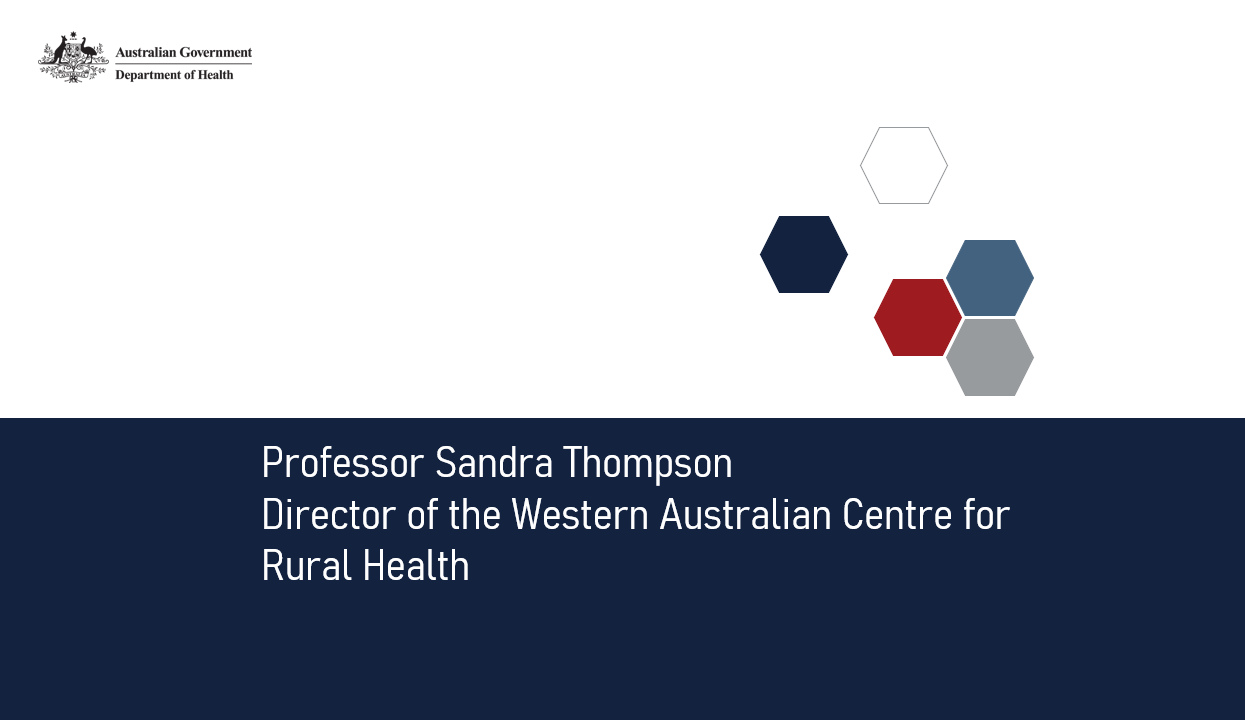 Australian Government
Department of Health
Professor Sandra Thompson
Director of the Western Australian Centre for
Rural Health